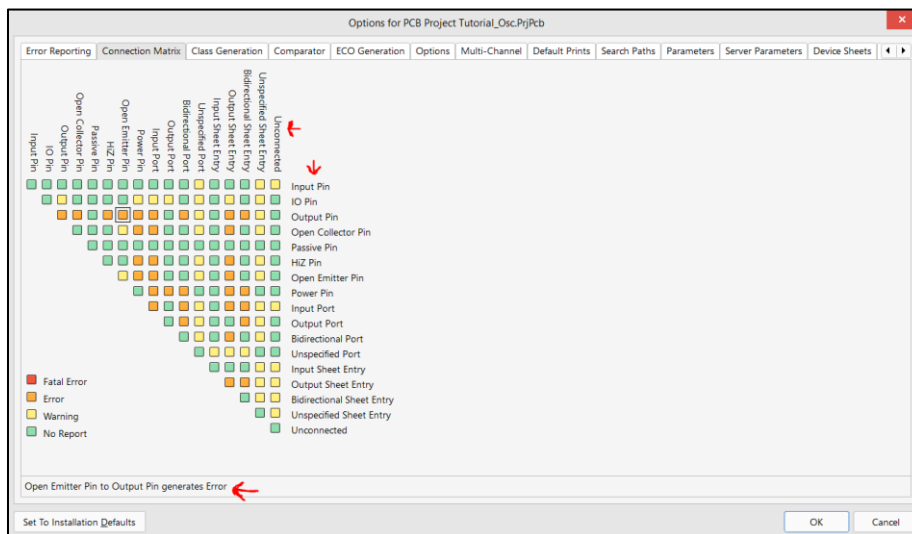 Options for PCB Project Tutorial_Osc.PrjPcb
Error Reporting Connection Matrix Class Generation Comparator ECO Generation Options Multi-Channel Default Prints Search Paths Parameters Server Parameters Device Sheets
Input Pin
IO Pin
Output Pin
Open Collector Pin
Passive Pin
HiZ Pin
Open Emitter Pin
Power Pin
Input Port
Output Port
Bidirectional Port
Unspecified Port
Input Sheet Entry
Output Sheet Entry
Bidirectional Sheet Entry
Unspecified Sheet Entry
Unconnected
Input Pin
IO Pin
Output Pin
Open Collector Pin
Passive Pin
HiZ Pin
Open Emitter Pin
Power Pin
Input Port
Output Port
Bidirectional Port
Unspecified Port
Input Sheet Entry
Output Sheet Entry
Bidirectional Sheet Entry
Unspecified Sheet Entry
Unconnected
Fatal Error
Error
Warning
No Report
Open Emitter Pin to Output Pin generates Error
Set To Installation Defaults OK Cancel